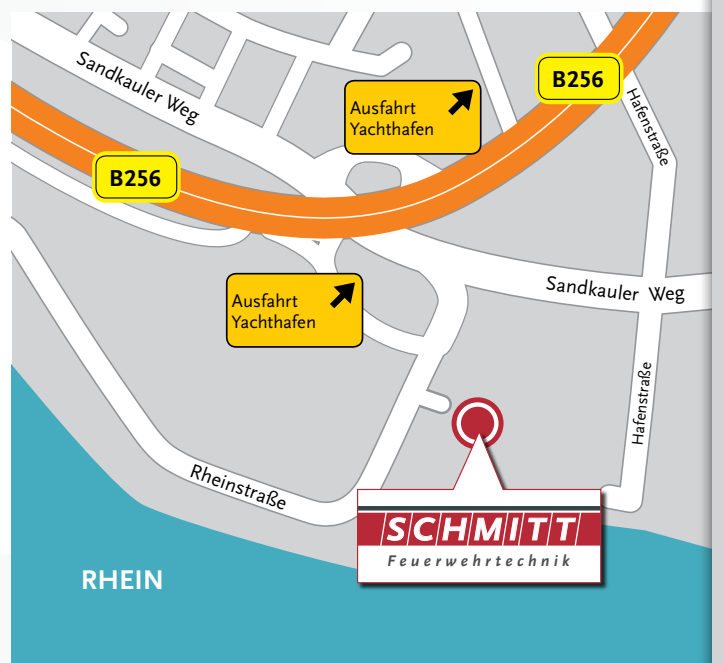 Sandkauler Weg
Ausfahrt
Yachthafen
B256
Hafenstraße
B256
Ausfahrt
Yachthafen
Sandkauler Weg
Hafenstraße
Rheinstraße
SCHMITT
Feuerwehrtechnik
RHEIN